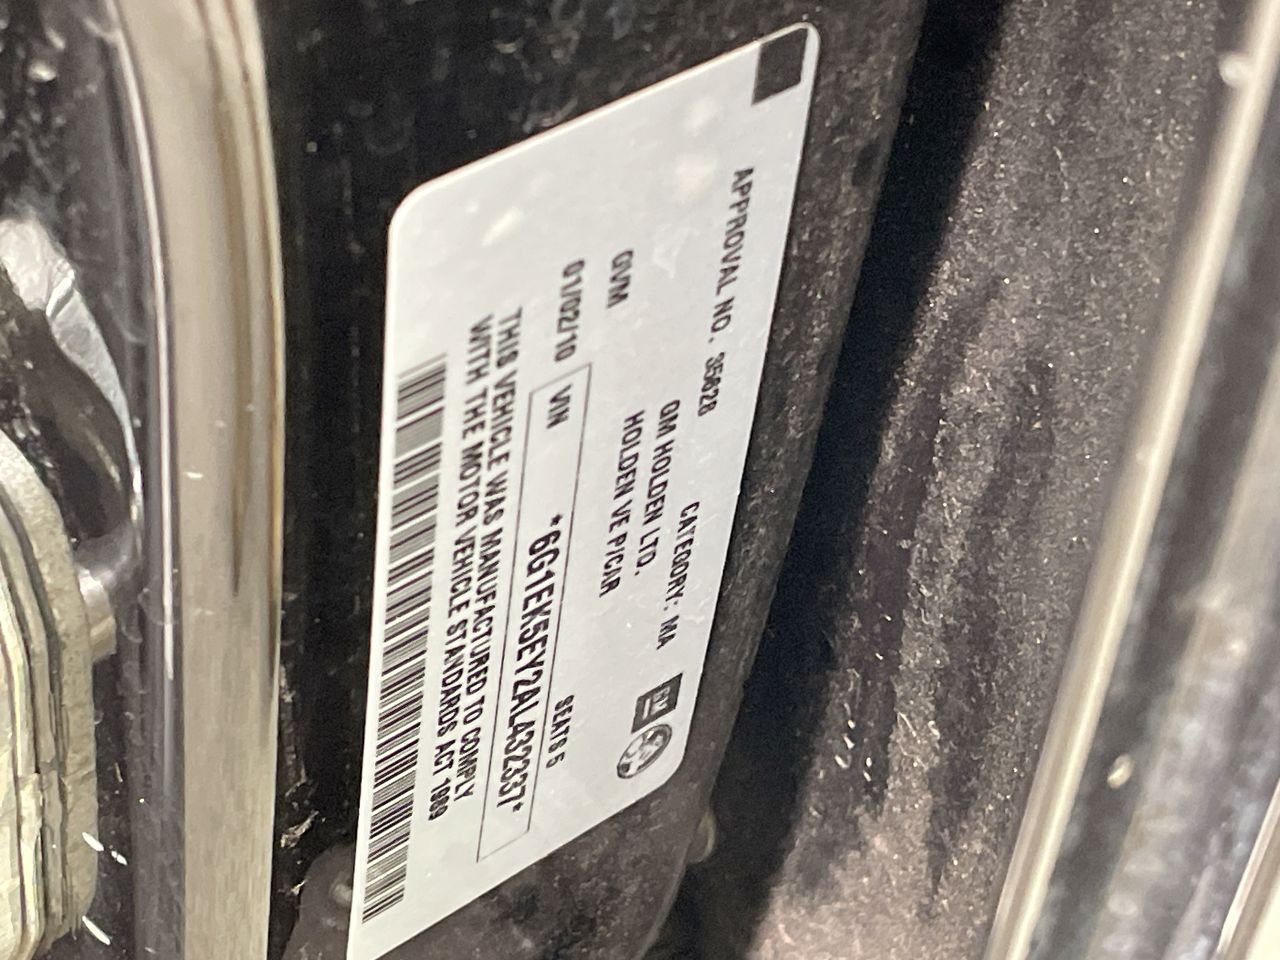 APPROVAL NO. 35628 CATEGORY: MA
GM HOLDEN LTD.
GVM HOLDEN VE P/CAR
01/02/10 SEATS 5
VIN *6G1EK5EY2AL432337*
THIS VEHICLE WAS MANUFACTURED TO COMPLY
WITH THE MOTOR VEHICLE STANDARDS ACT 1989
GM